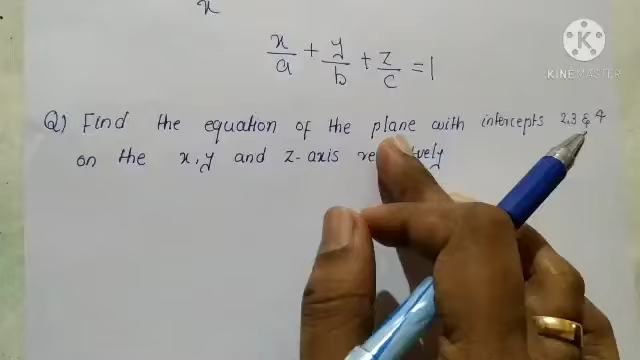 x
x/a + y/b + z/c = 1
Q) Find the equation of the plane with intercepts 2,3 & 4
on the x, y and z-axis
KINEMASTER